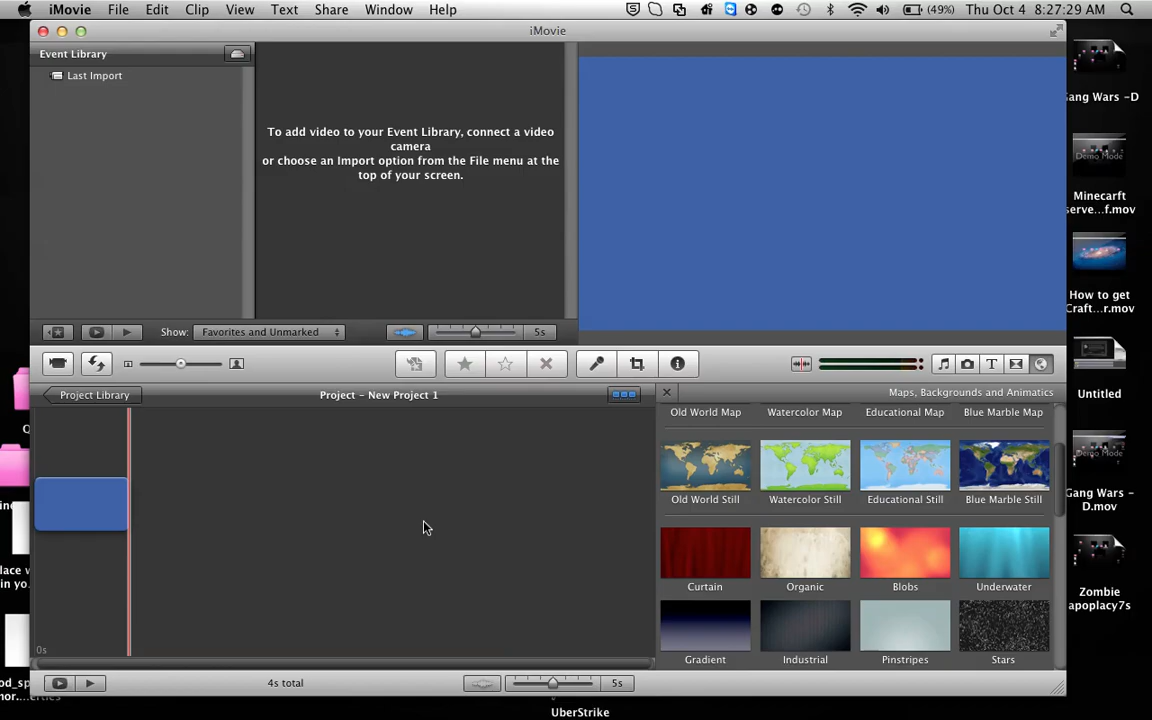 iMovie File Edit Clip View Text Share Window Help (49%) Thu Oct 4 8:27:29 AM
iMovie
Event Library
Last Import
To add video to your Event Library, connect a video
camera
or choose an Import option from the File menu at the
top of your screen.
Show: Favorites and Unmarked 5s
Project Library
Project - New Project 1
Maps, Backgrounds and Animatics
Old World Map Watercolor Map Educational Map Blue Marble Map
Old World Still Watercolor Still Educational Still Blue Marble Still
Curtain Organic Blobs Underwater
Gradient Industrial Pinstripes Stars
0s
4s total 5s
Gang Wars -D
Demo Mode
Minecarft
serve...f.mov
How to get
Craft...r.mov
Untitled
Demo Mode
Gang Wars -
D.mov
Zombie
apoplacy7s
UberStrike